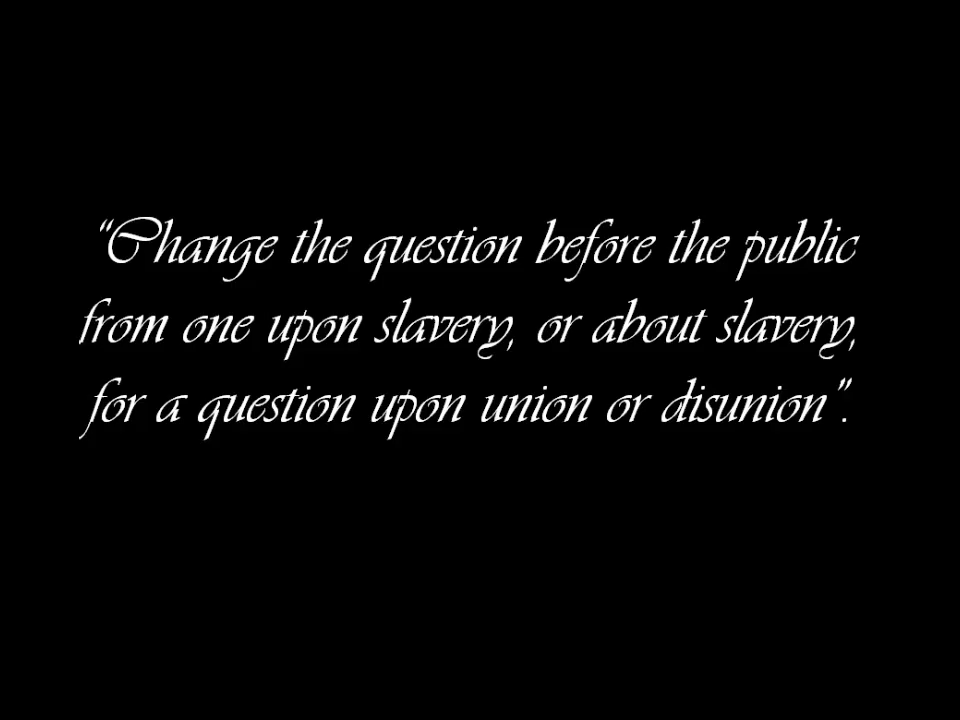 “Change the question before the public
from one upon slavery, or about slavery,
for a question upon union or disunion”.